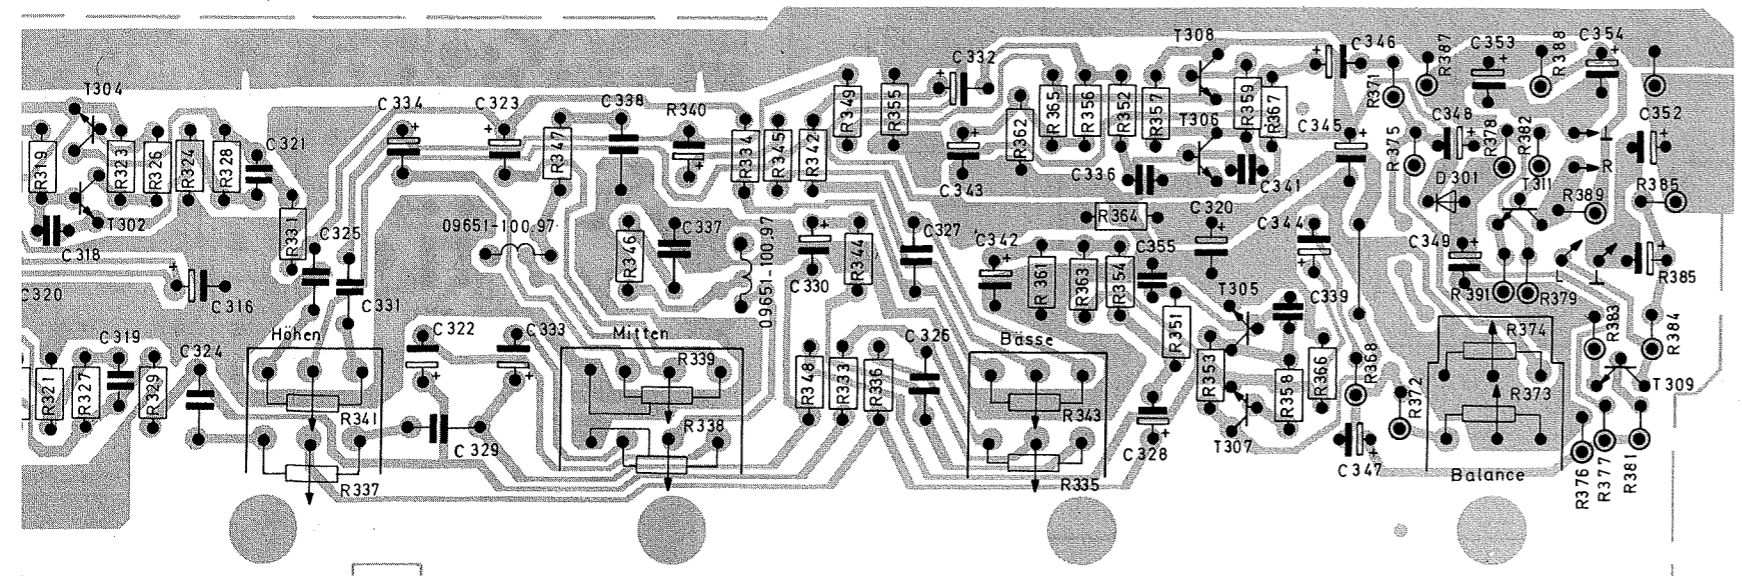 T304
C334
C323
C338
R340
R349
R355
C332
T308
C346
R371
R387
C353
R388
C354
R319
R323
R326
R324
R328
C321
R347
R334
R345
R342
C343
R362
R365
R356
R352
R357
T306
R359
R367
C345
R375
C348
R378
R382
L
C352
R
C336
C341
D301
T311
R389
R385
T302
C318
R331
C325
09651-100.97
R346
C337
09651-100.97
R344
C327
R364
C320
C344
C342
C355
C349
C320
C316
C331
C330
R361
R363
R354
T305
C339
R391
R379
L
L
R385
Höhen
C322
C333
Mitten
C326
Bässe
R351
R374
R383
R384
C319
C324
R321
R327
R329
R339
R348
R333
R336
R353
R358
R366
R368
R372
R373
T309
R341
R343
C329
R338
T307
C328
C347
Balance
R337
R335
R376
R377
R381